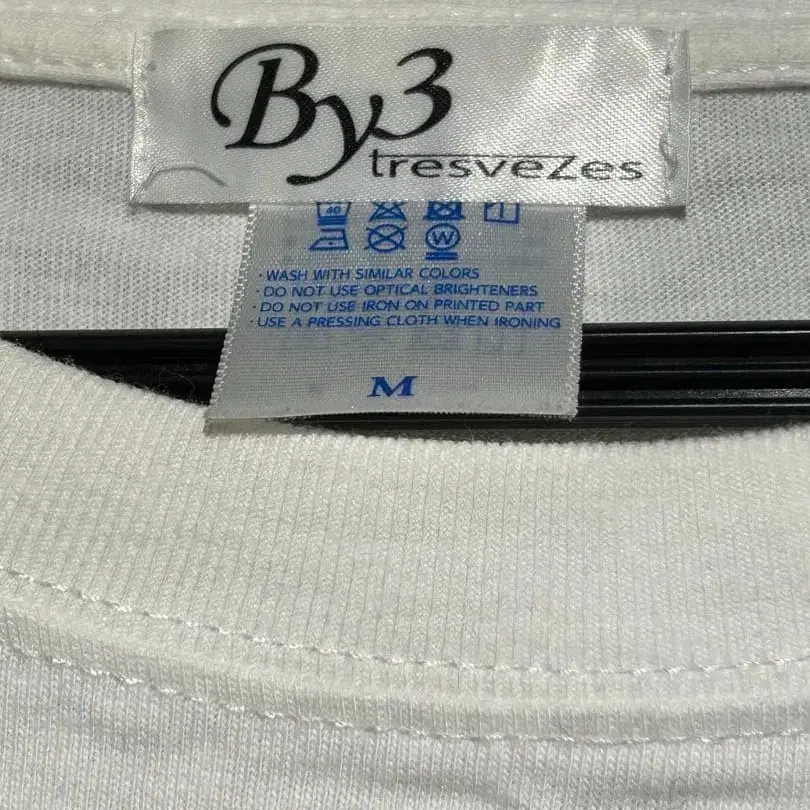 By3
tresveZes
40
W
· WASH WITH SIMILAR COLORS
· DO NOT USE OPTICAL BRIGHTENERS
· DO NOT USE IRON ON PRINTED PART
· USE A PRESSING CLOTH WHEN IRONING
M